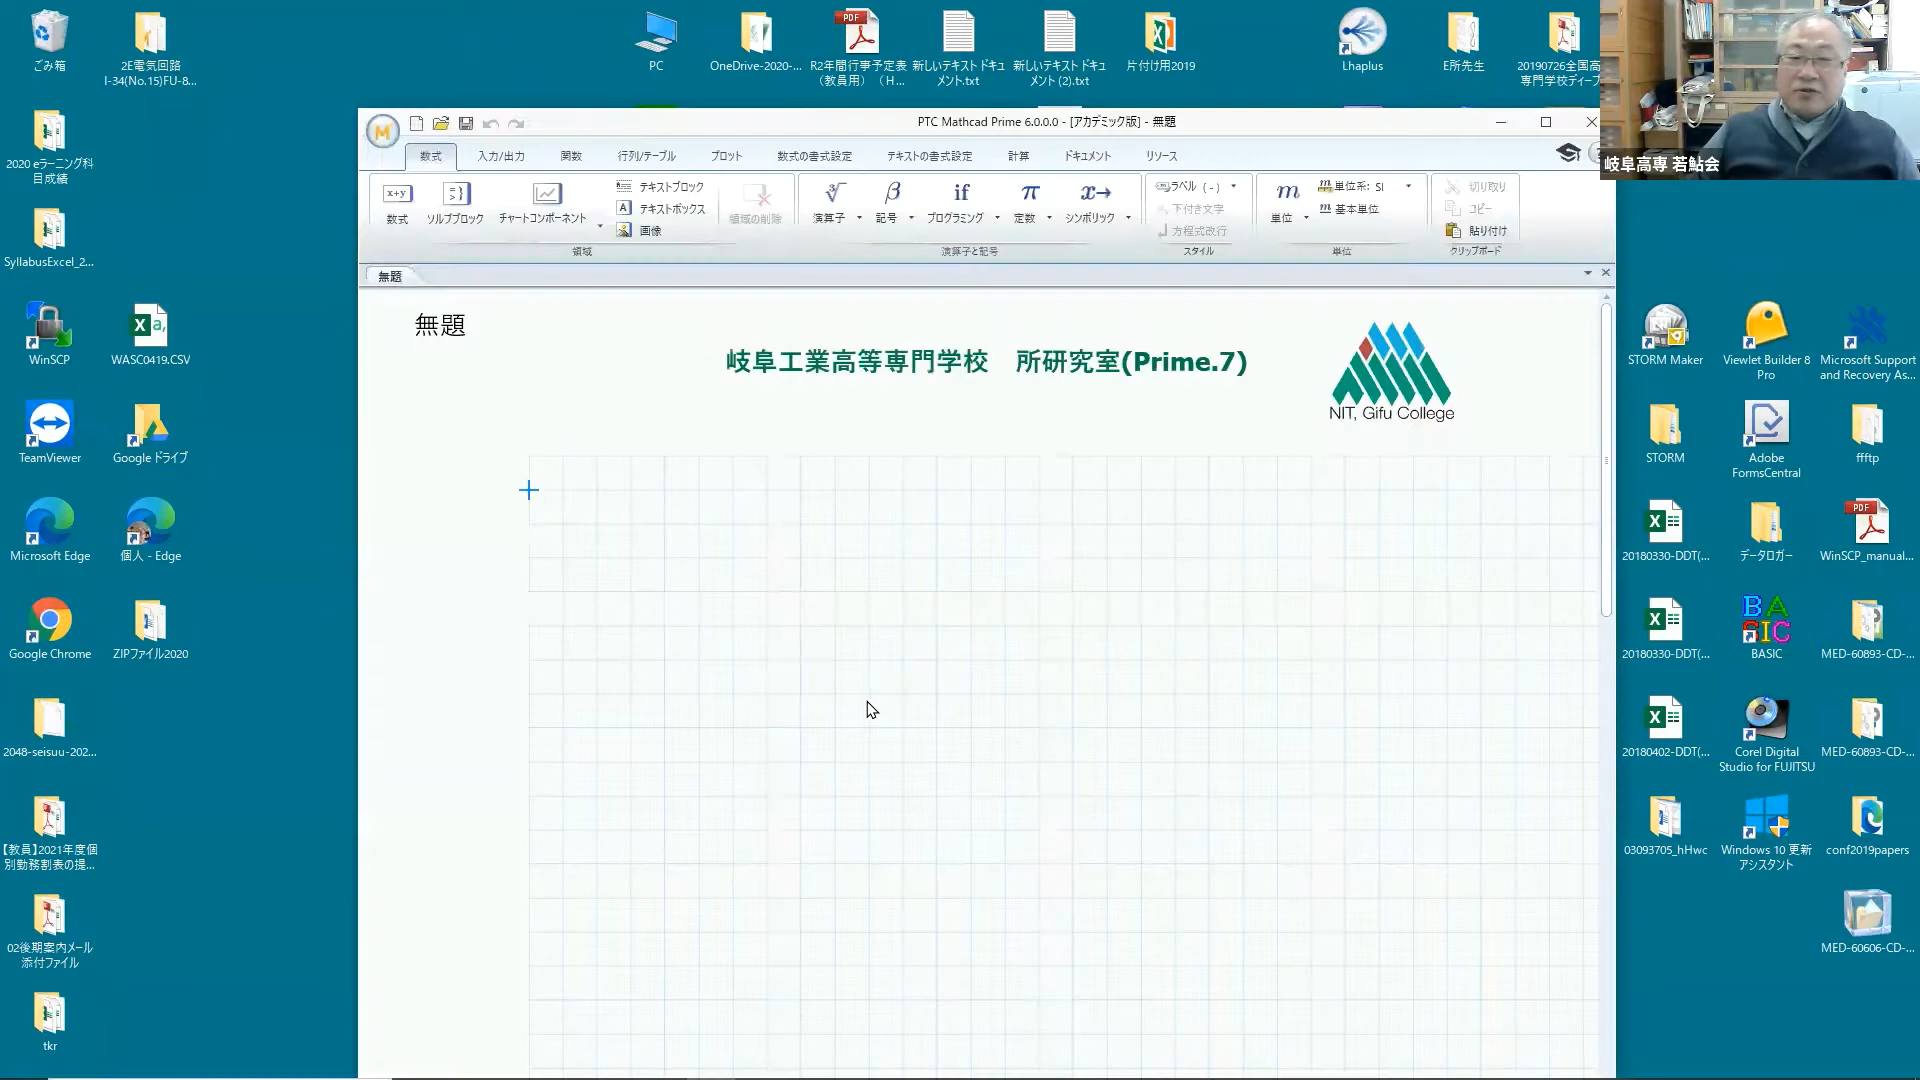 ごみ箱
2E電気回路
I-34(No.15)FU-8...
PC
OneDrive-2020-...
R2年間行事予定表
（教員用）（H...
新しいテキスト ドキュ
メント.txt
新しいテキスト ドキュ
メント (2).txt
片付け用2019
Lhaplus
E所先生
20190726全国高
専門学校ディープ
岐阜高専 若鮎会
2020 eラーニング科
目成績
SyllabusExcel_2...
WinSCP
WASC0419.CSV
TeamViewer
Google ドライブ
Microsoft Edge
個人 - Edge
Google Chrome
ZIPファイル2020
2048-seisuu-202...
【教員】2021年度個
別勤務割表の提...
02後期案内メール
添付ファイル
tkr
PTC Mathcad Prime 6.0.0.0 - [アカデミック版] - 無題
数式
入力/出力
関数
行列/テーブル
プロット
数式の書式設定
テキストの書式設定
計算
ドキュメント
リソース
数式
ソルブブロック
チャートコンポーネント
テキストブロック
テキストボックス
画像
領域の削除
領域
演算子
記号
プログラミング
定数
シンボリック
演算子と記号
ラベル (-)
下付き文字
方程式改行
スタイル
単位
単位系: SI
基本単位
単位
切り取り
コピー
貼り付け
クリップボード
無題
無題
岐阜工業高等専門学校　所研究室(Prime.7)
NIT, Gifu College
STORM Maker
Viewlet Builder 8
Pro
Microsoft Support
and Recovery As...
STORM
Adobe
FormsCentral
ffftp
20180330-DDT(...
データロガー
WinSCP_manual...
20180330-DDT(...
BASIC
MED-60893-CD-...
20180402-DDT(...
Corel Digital
Studio for FUJITSU
MED-60893-CD-...
03093705_hHwc
Windows 10 更新
アシスタント
conf2019papers
MED-60606-CD-...